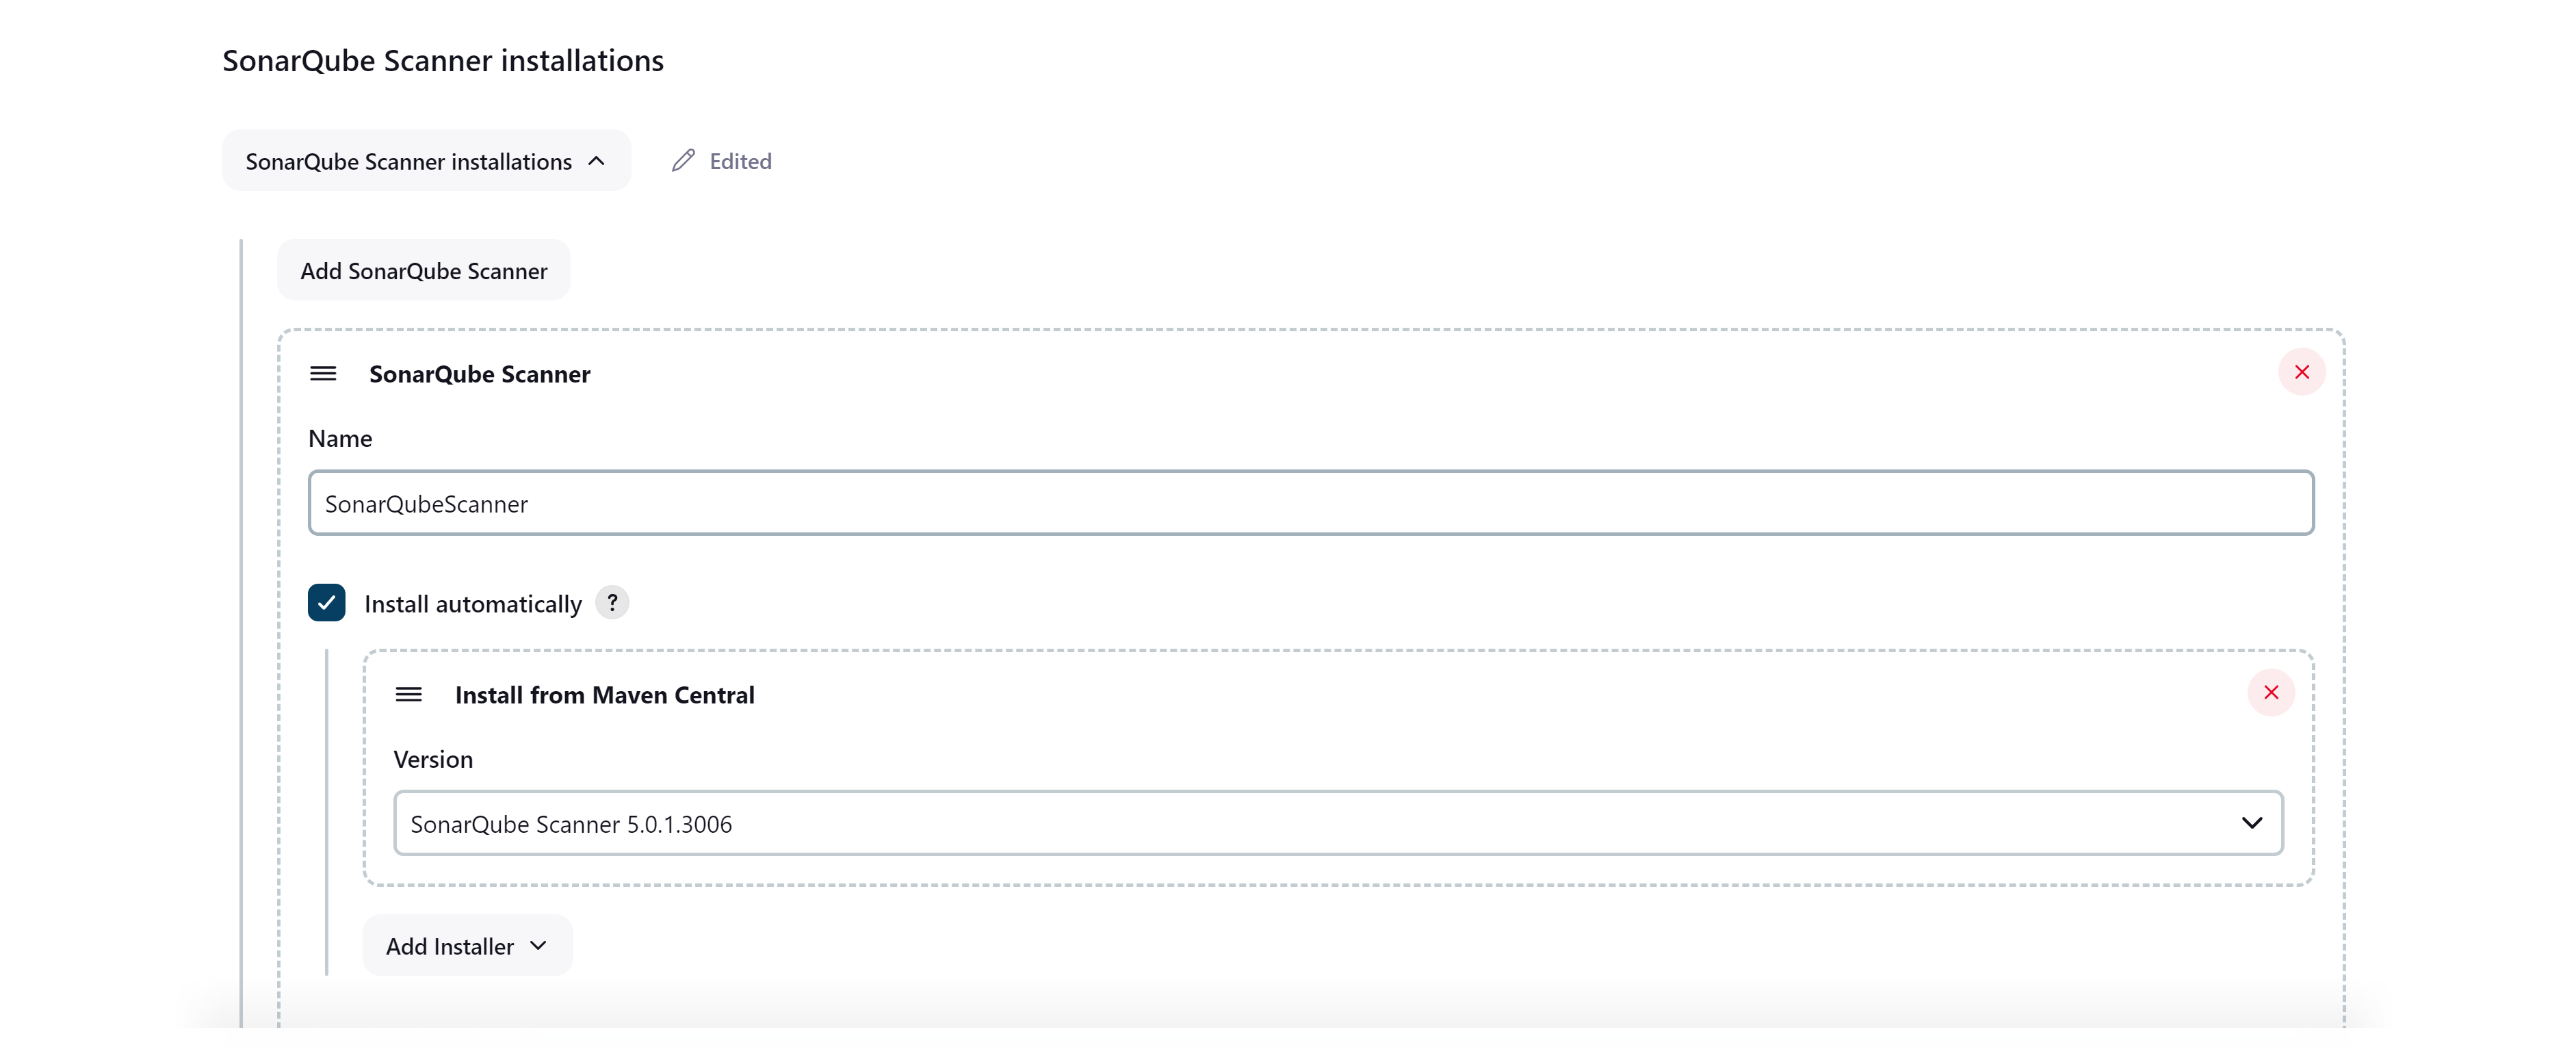 SonarQube Scanner installations
SonarQube Scanner installations
Edited
Add SonarQube Scanner
SonarQube Scanner
Name
SonarQubeScanner
Install automatically ?
Install from Maven Central
Version
SonarQube Scanner 5.0.1.3006
Add Installer